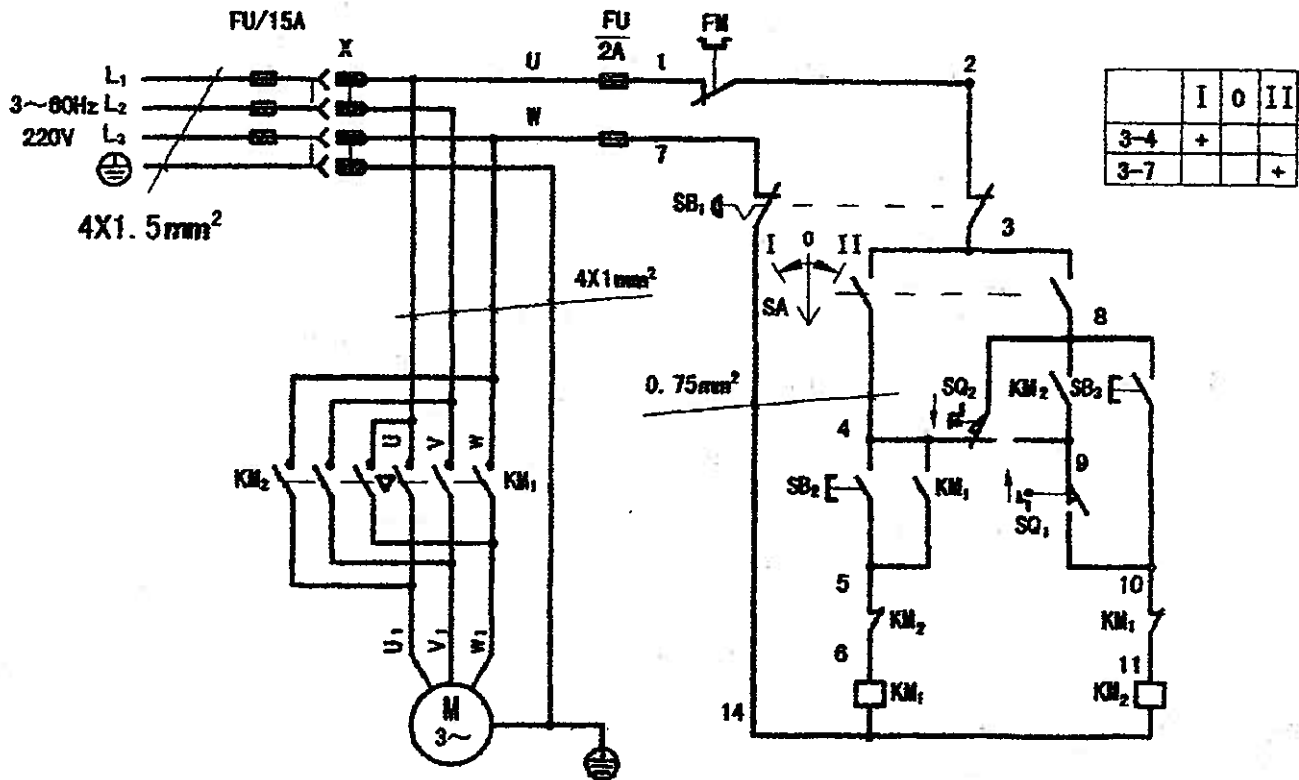 FU/15A
X
FU
2A
FM
U
1
2
L₁
3～60Hz L₂
220V L₃
W
7
I 0 II
3-4 +
3-7 +
4X1.5mm²
SB₁
3
I 0 II
SA
4X1mm²
0.75mm²
8
SQ₂
KM₂
SB₃
4
9
U V W
KM₂
KM₁
SB₂
KM₁
SQ₁
5
10
KM₂
KM₁
6
11
U₁ V₁ W₁
KM₁
KM₂
14
M
3～